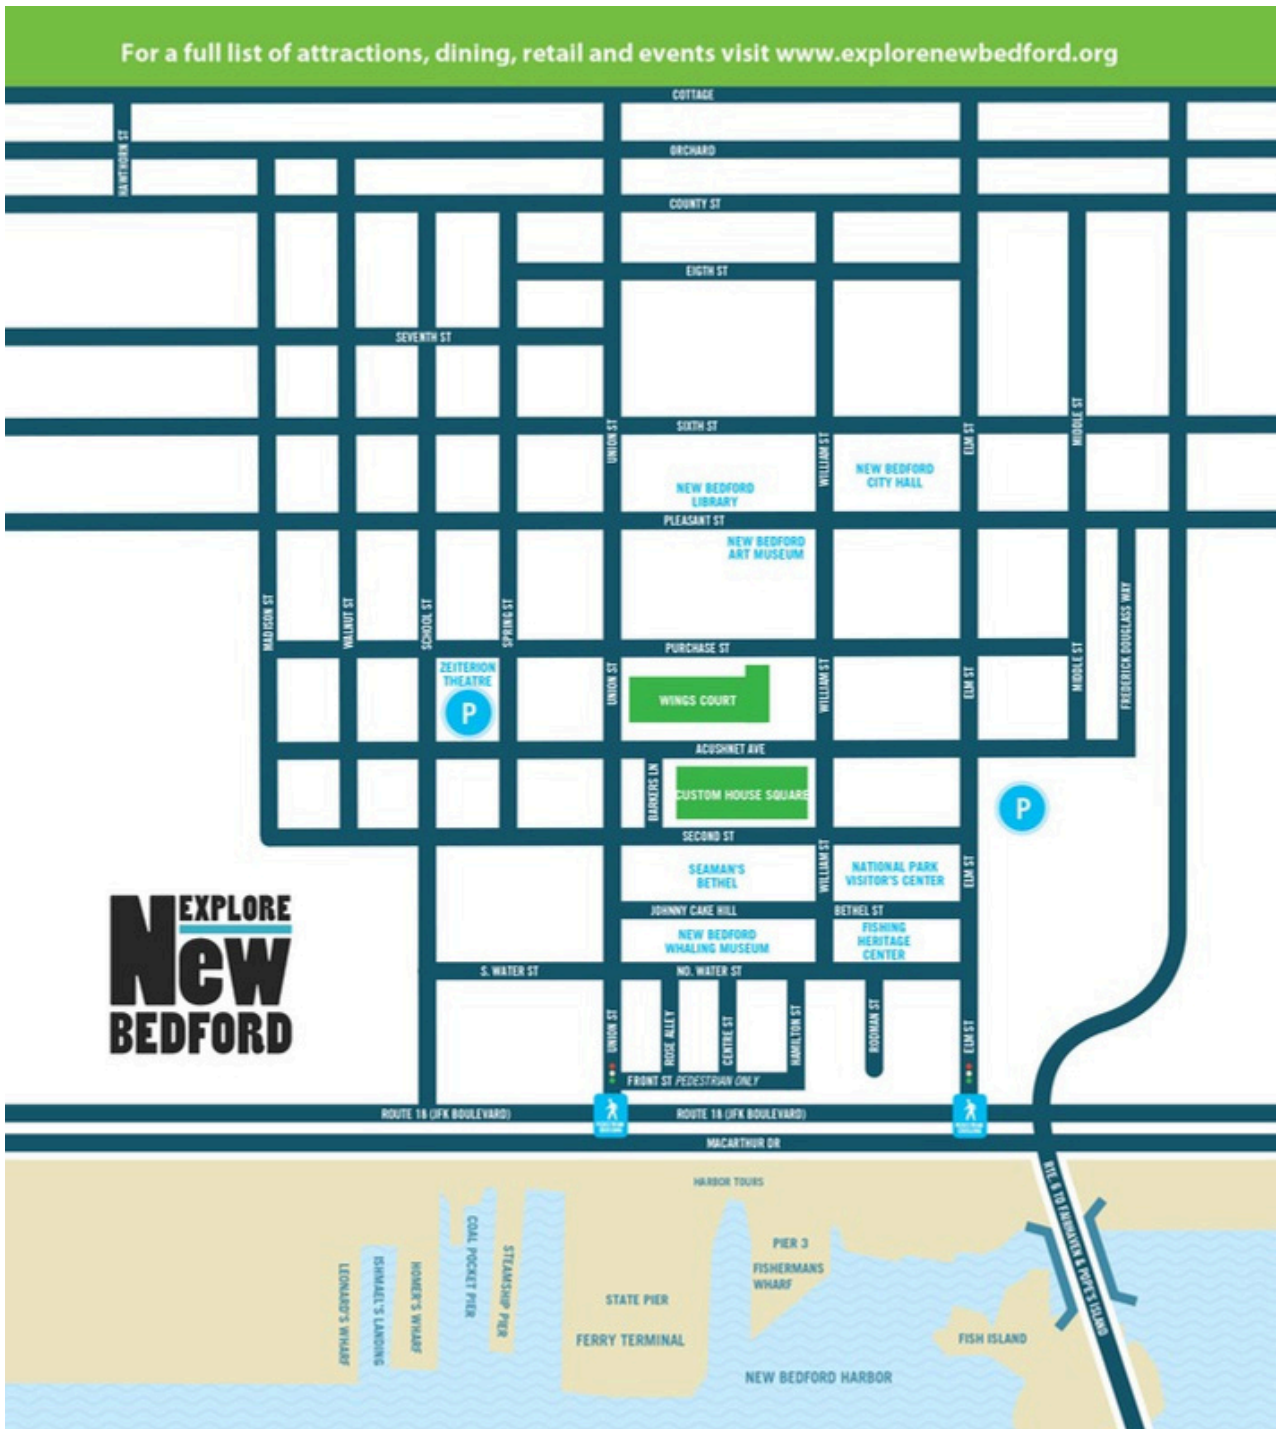 For a full list of attractions, dining, retail and events visit www.explorenewbedford.org
COTTAGE
HAWTHORN ST
ORCHARD
COUNTY ST
EIGTH ST
SEVENTH ST
SIXTH ST
UNION ST
WILLIAM ST
ELM ST
MIDDLE ST
NEW BEDFORD
CITY HALL
NEW BEDFORD
LIBRARY
PLEASANT ST
NEW BEDFORD
ART MUSEUM
MADISON ST
WALNUT ST
SCHOOL ST
SPRING ST
PURCHASE ST
FREDERICK DOUGLASS WAY
ZEITERION
THEATRE
P
UNION ST
WINGS COURT
WILLIAM ST
ELM ST
MIDDLE ST
ACUSHNET AVE
BARKERS LN
CUSTOM HOUSE SQUARE
P
SECOND ST
SEAMAN'S
BETHEL
WILLIAM ST
NATIONAL PARK
VISITOR'S CENTER
ELM ST
JOHNNY CAKE HILL
BETHEL ST
EXPLORE
New
BEDFORD
NEW BEDFORD
WHALING MUSEUM
FISHING
HERITAGE
CENTER
S. WATER ST
NO. WATER ST
UNION ST
ROSE ALLEY
CENTRE ST
HAMILTON ST
RODMAN ST
ELM ST
FRONT ST PEDESTRIAN ONLY
ROUTE 18 (JFK BOULEVARD)
ROUTE 18 (JFK BOULEVARD)
MACARTHUR DR
HARBOR TOURS
RTE. 6 TO FAIRHAVEN & POPE'S ISLAND
LEONARD'S WHARF
ISHMAEL'S LANDING
HOMER'S WHARF
COAL POCKET PIER
STEAMSHIP PIER
STATE PIER
FERRY TERMINAL
PIER 3
FISHERMANS
WHARF
FISH ISLAND
NEW BEDFORD HARBOR